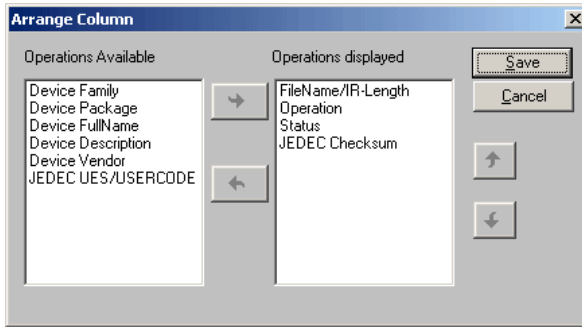 Arrange Column
Operations Available
Operations displayed
Device Family
Device Package
Device FullName
Device Description
Device Vendor
JEDEC UES/USERCODE
FileName/IR-Length
Operation
Status
JEDEC Checksum
Save
Cancel